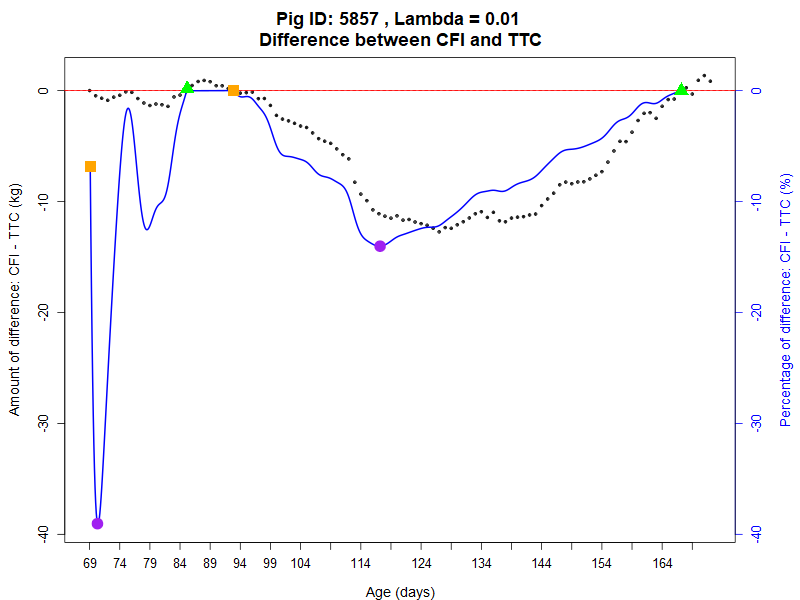 Pig ID: 5857 , Lambda = 0.01
Difference between CFI and TTC
Amount of difference: CFI - TTC (kg)
0
-10
-20
-30
-40
0
-10
-20
-30
-40
Percentage of difference: CFI - TTC (%)
69 74 79 84 89 94 99 104 114 124 134 144 154 164
Age (days)